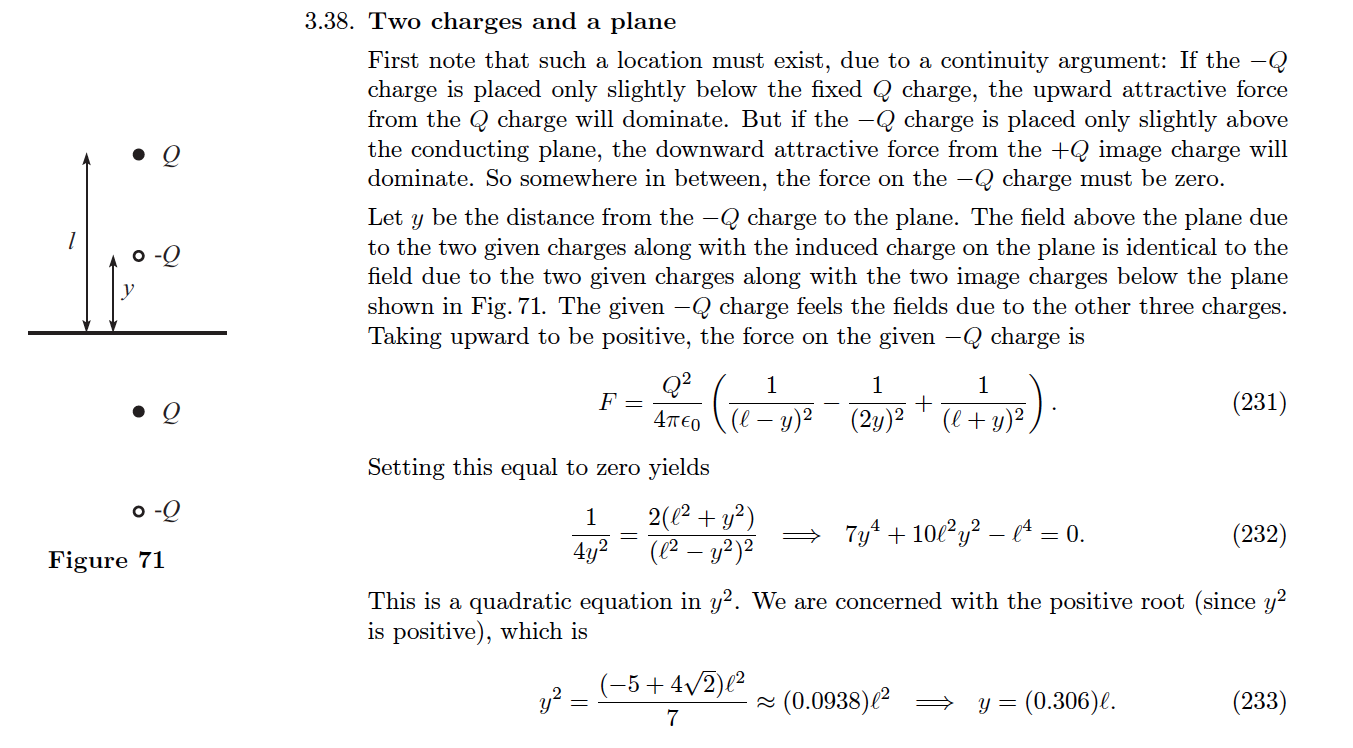 3.38. Two charges and a plane
First note that such a location must exist, due to a continuity argument: If the −Q
charge is placed only slightly below the fixed Q charge, the upward attractive force
from the Q charge will dominate. But if the −Q charge is placed only slightly above
the conducting plane, the downward attractive force from the +Q image charge will
dominate. So somewhere in between, the force on the −Q charge must be zero.
Let y be the distance from the −Q charge to the plane. The field above the plane due
to the two given charges along with the induced charge on the plane is identical to the
field due to the two given charges along with the two image charges below the plane
shown in Fig. 71. The given −Q charge feels the fields due to the other three charges.
Taking upward to be positive, the force on the given −Q charge is
F = Q²/4πϵ₀ (1/(ℓ − y)² − 1/(2y)² + 1/(ℓ + y)²). (231)
Setting this equal to zero yields
1/4y² = 2(ℓ² + y²)/(ℓ² − y²)² ⟹ 7y⁴ + 10ℓ²y² − ℓ⁴ = 0. (232)
This is a quadratic equation in y². We are concerned with the positive root (since y²
is positive), which is
y² = (−5 + 4√2)ℓ²/7 ≈ (0.0938)ℓ² ⟹ y = (0.306)ℓ. (233)
Q
l
-Q
y
Q
-Q
Figure 71